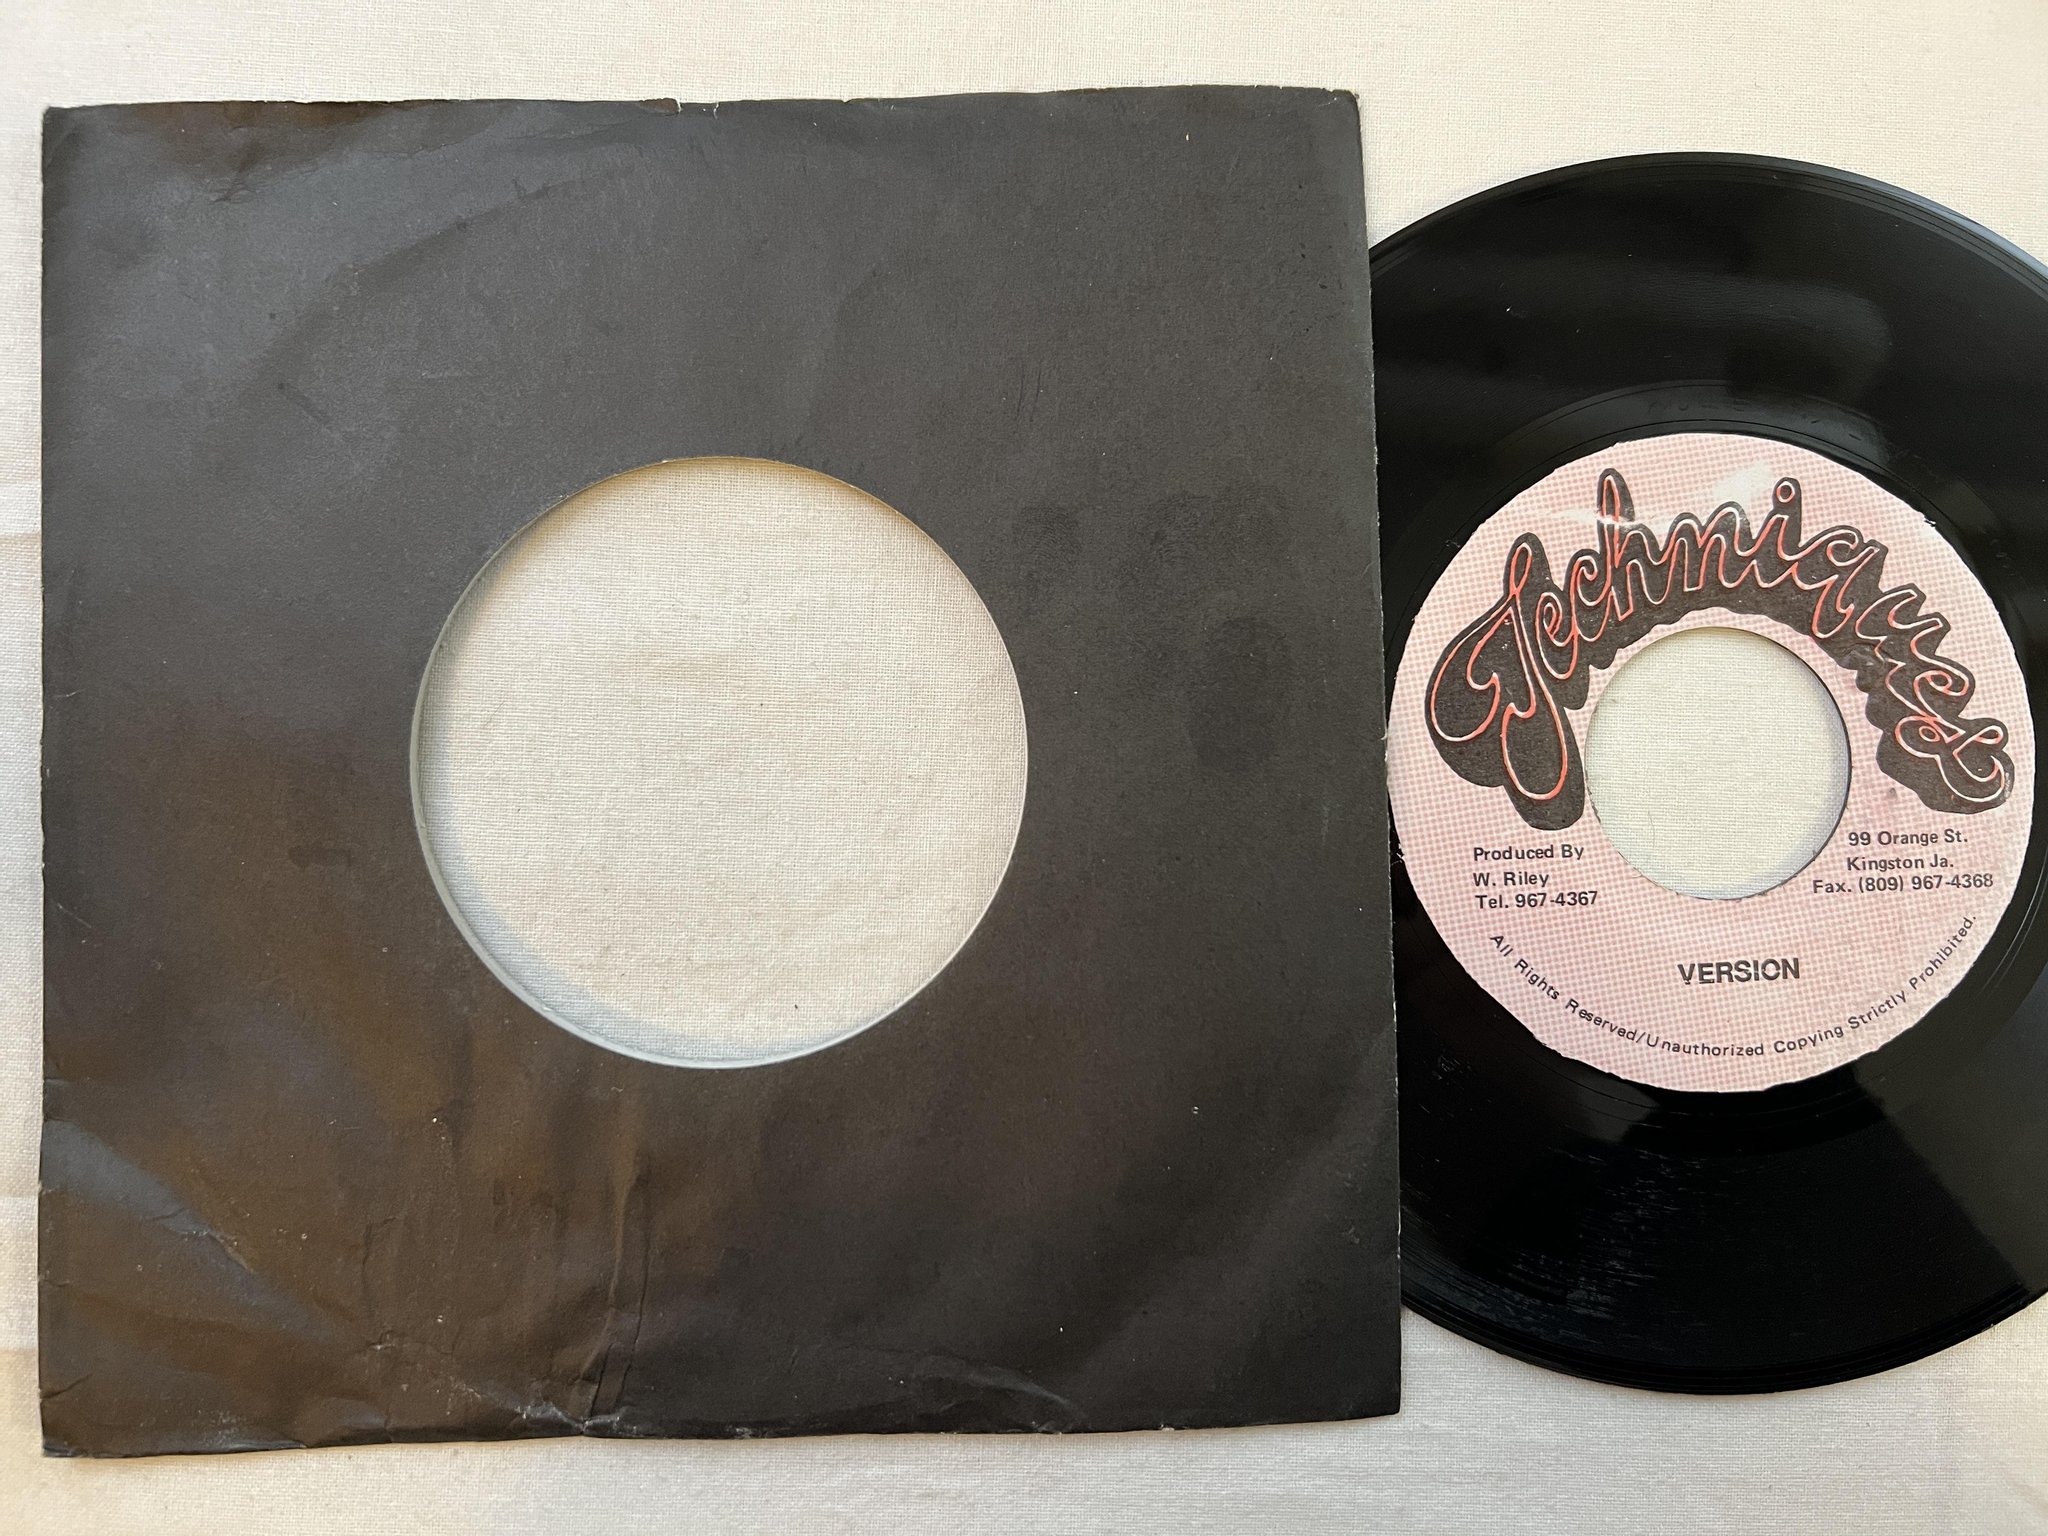 Techniques
Produced By
W. Riley
Tel. 967-4367
99 Orange St.
Kingston Ja.
Fax. (809) 967-4368
VERSION
All Rights Reserved/Unauthorized Copying Strictly Prohibited.